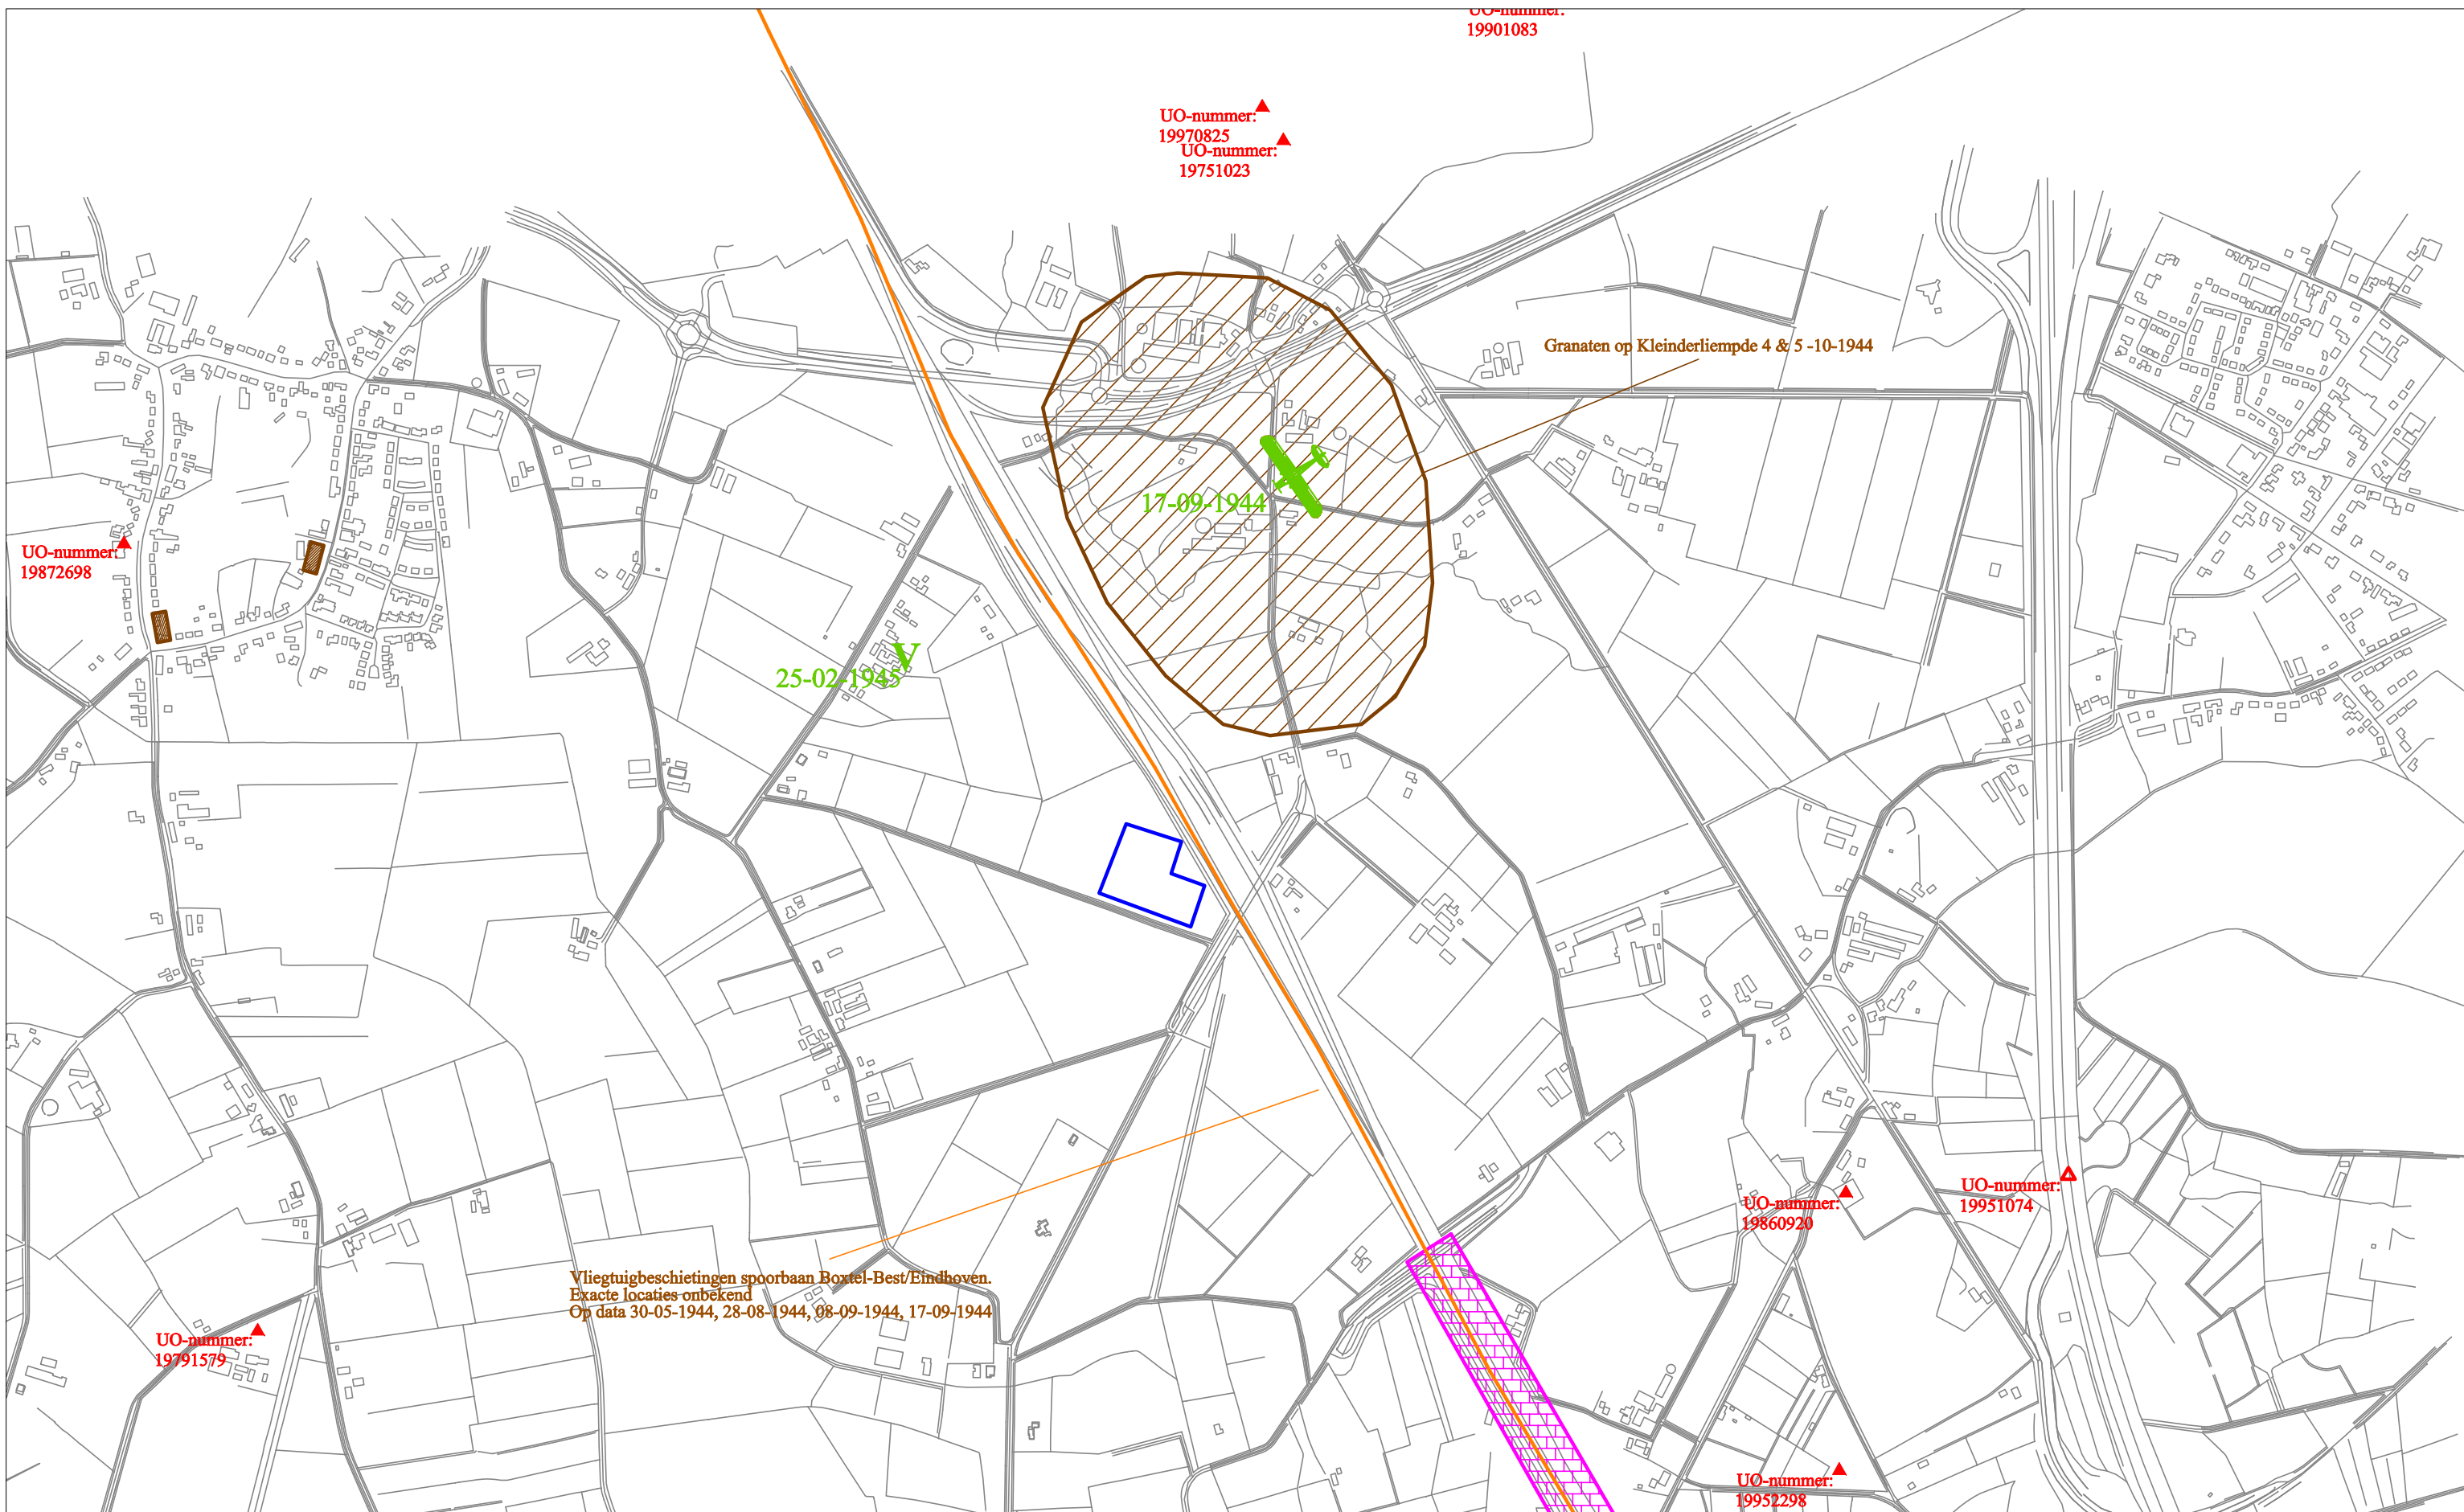 UO-nummer:
19901083
UO-nummer:
19970825
UO-nummer:
19751023
Granaten op Kleinderliempde 4 & 5 -10-1944
17-09-1944
UO-nummer:
19872698
V
25-02-1945
UO-nummer:
19951074
UO-nummer:
19860920
Vliegtuigbeschietingen spoorbaan Boxtel-Best/Eindhoven.
Exacte locaties onbekend
Op data 30-05-1944, 28-08-1944, 08-09-1944, 17-09-1944
UO-nummer:
19791579
UO-nummer:
19952298